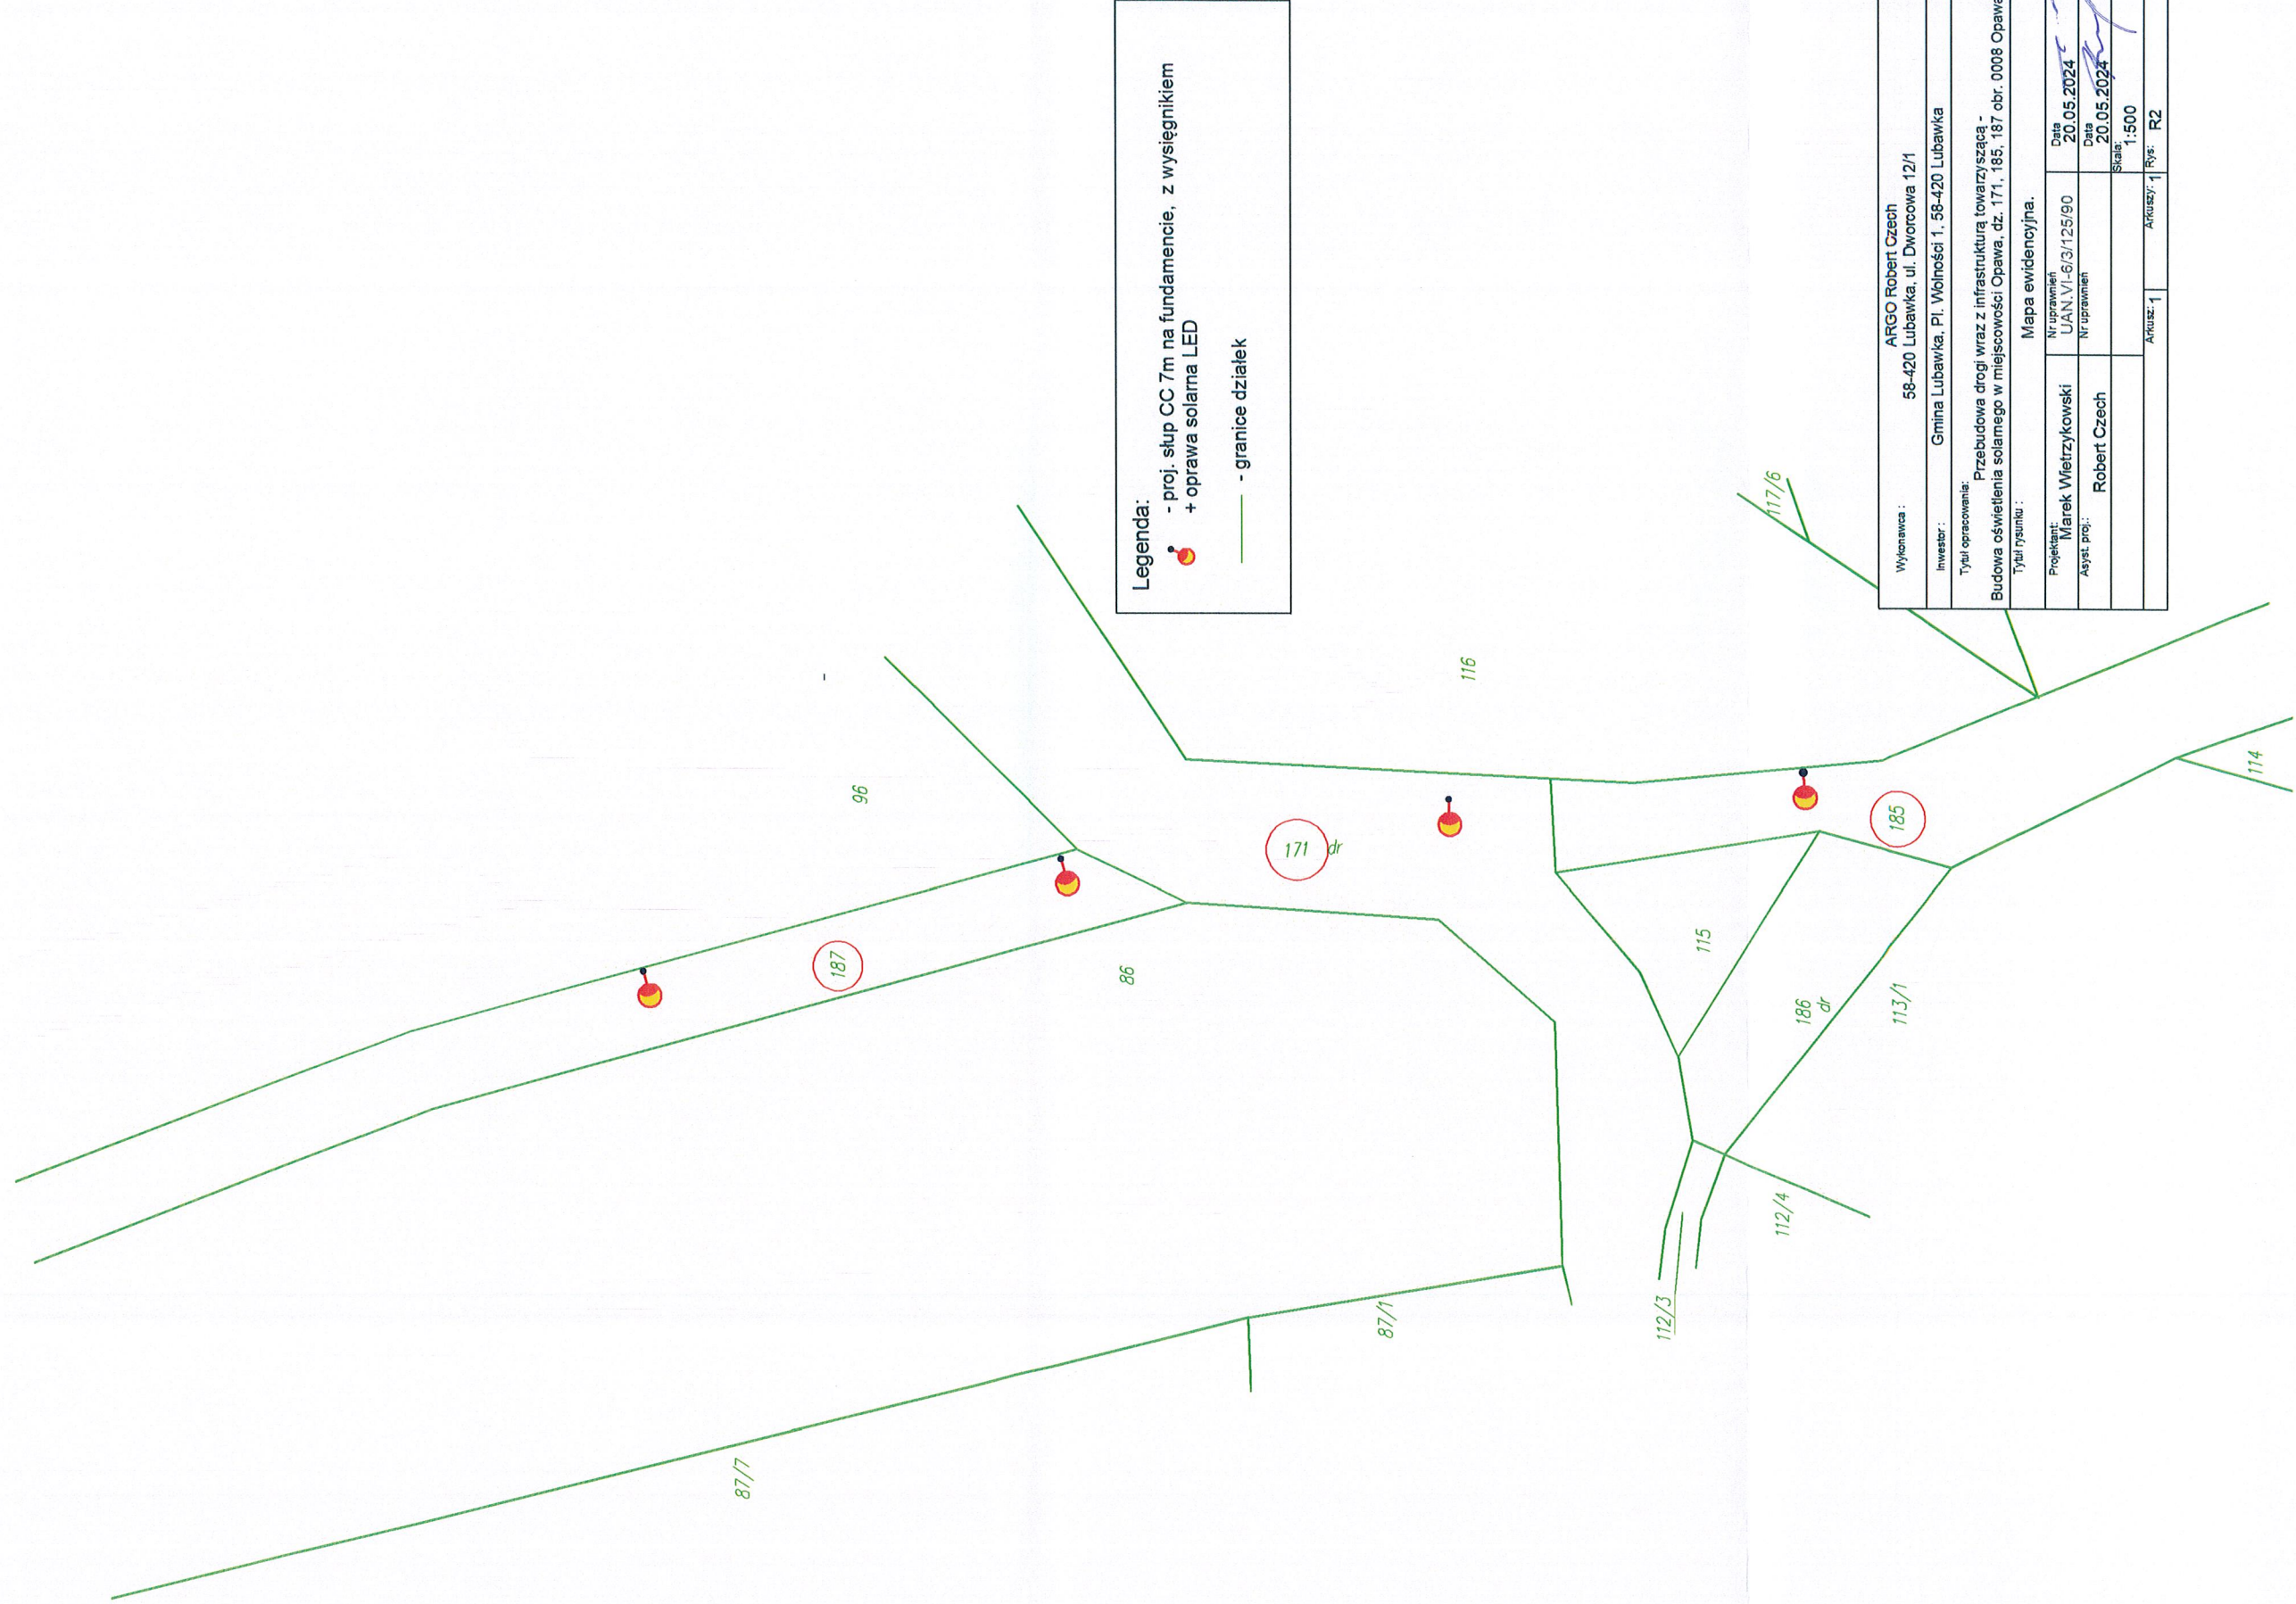 Legenda:
- proj. słup CC 7m na fundamencie, z wysięgnikiem
+ oprawa solarna LED
- granice działek
96
187
86
171 dr
116
117/6
185
114
115
186
dr
113/1
112/4
112/3
87/1
87/7
Wykonawca :
ARGO Robert Czech
58-420 Lubawka, ul. Dworcowa 12/1
Inwestor :
Gmina Lubawka, Pl. Wolności 1, 58-420 Lubawka
Tytuł opracowania:
Przebudowa drogi wraz z infrastrukturą towarzyszącą -
Budowa oświetlenia solarnego w miejscowości Opawa, dz. 171, 185, 187 obr. 0008 Opawa
Tytuł rysunku :
Mapa ewidencyjna.
Projektant:
Marek Wietrzykowski
Nr uprawnień
UAN.VI-6/3/125/90
Data
20.05.2024
Asyst. proj.:
Robert Czech
Nr uprawnień
Data
20.05.2024
Skala:
1:500
Arkusz: 1
Arkuszy: 1
Rys: R2